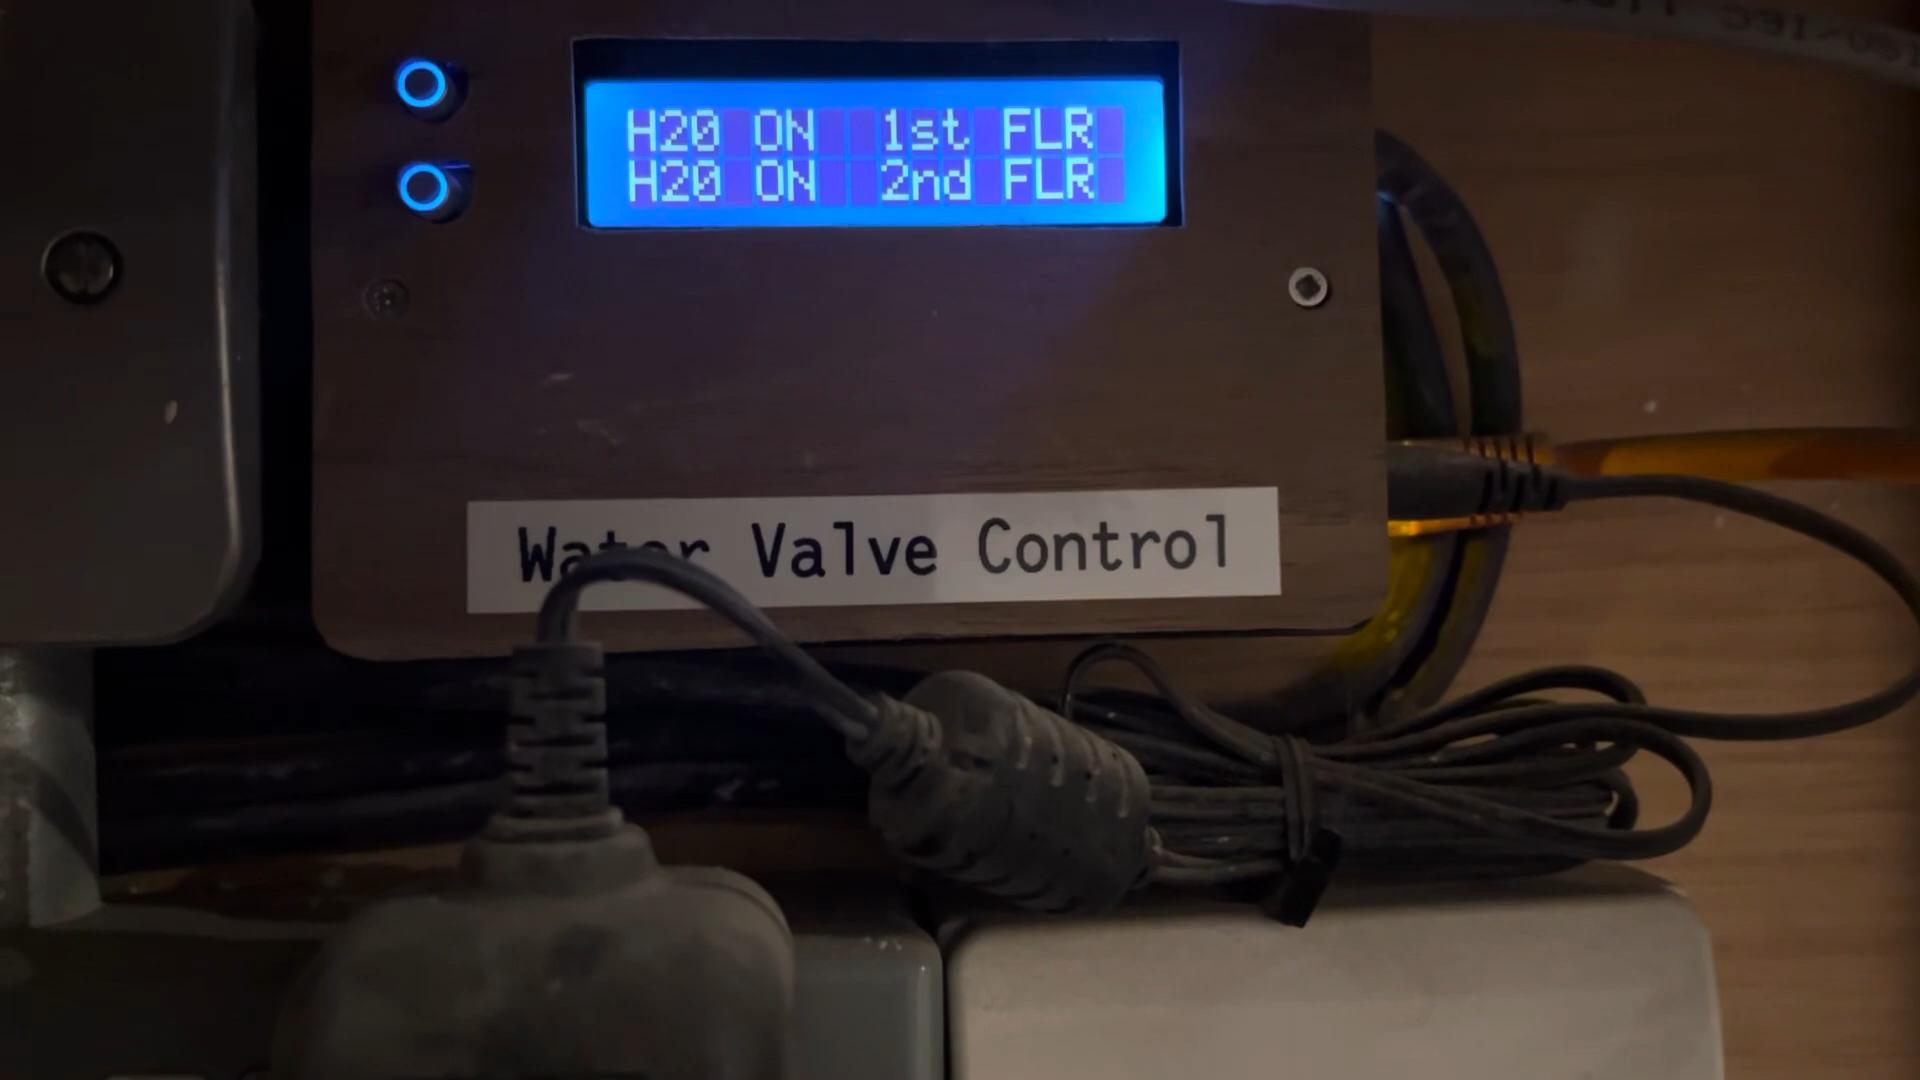 H20 ON 1st FLR
H20 ON 2nd FLR
Water Valve Control